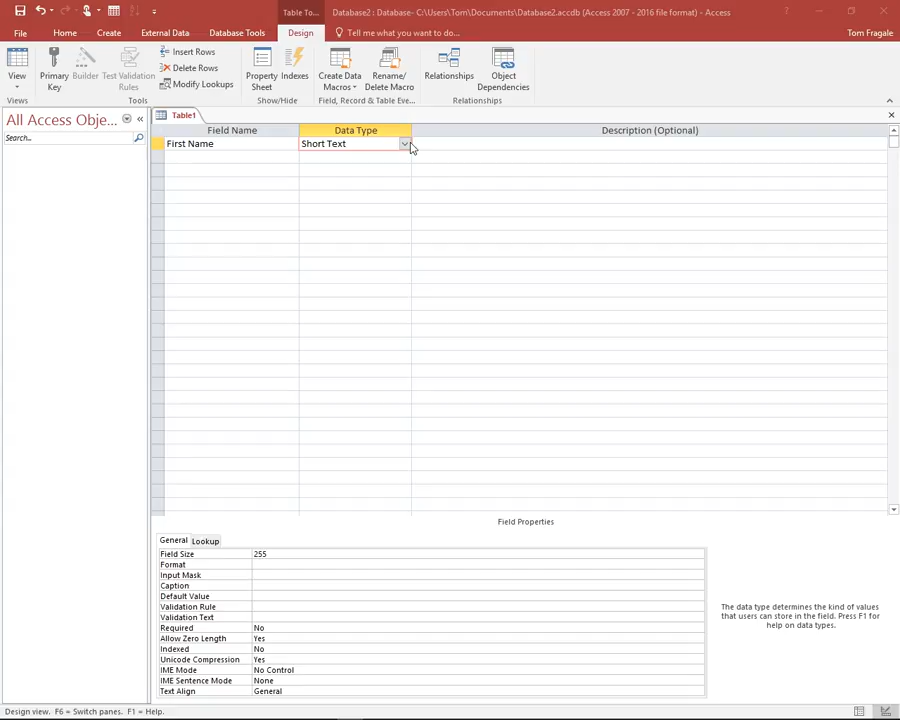 Table To...
Database2 : Database- C:\Users\Tom\Documents\Database2.accdb (Access 2007 - 2016 file format) - Access
File
Home
Create
External Data
Database Tools
Design
Tell me what you want to do...
Tom Fragale
View
Primary Key
Builder
Test Validation Rules
Insert Rows
Delete Rows
Modify Lookups
Property Sheet
Indexes
Create Data Macros
Rename/ Delete Macro
Relationships
Object Dependencies
Views
Tools
Show/Hide
Field, Record & Table Eve...
Relationships
All Access Obje...
Search...
Table1
Field Name
Data Type
Description (Optional)
First Name
Short Text
Field Properties
General
Lookup
Field Size 255
Format
Input Mask
Caption
Default Value
Validation Rule
Validation Text
Required No
Allow Zero Length Yes
Indexed No
Unicode Compression Yes
IME Mode No Control
IME Sentence Mode None
Text Align General
The data type determines the kind of values
that users can store in the field. Press F1 for
help on data types.
Design view. F6 = Switch panes. F1 = Help.